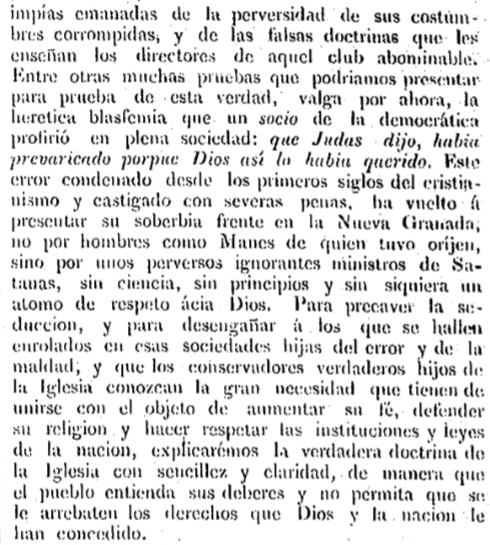 impías emanadas de la perversidad de sus costum-
bres corrompidas, y de las falsas doctrinas que les
enseñan los directores de aquel club abominable.
Entre otras muchas pruebas que podriamos presentar
para prueba de esta verdad, valga por ahora, la
heretica blasfemia que un socio de la democrática
profirió en plena sociedad: que Judas dijo, habia
prevaricado porpue Dios así lo habia querido. Este
error condenado desde los primeros siglos del cristia-
nismo y castigado con severas penas, ha vuelto á
presentar su soberbia frente en la Nueva Granada,
no por hombres como Manes de quien tuvo oríjen,
sino por unos perversos ignorantes ministros de Sa-
tanas, sin ciencia, sin principios y sin siquiera un
atomo de respeto ácia Dios. Para precaver la se-
duccion, y para desengañar á los que se hallen
enrolados en esas sociedades hijas del error y de la
maldad; y que los conservadores verdaderos hijos de
la Iglesia conozcan la gran necesidad que tienen de
unirse con el objeto de aumentar su fé, defender
su religion y hacer respetar las instituciones y leyes
de la nacion, explicarémos la verdadera doctrina de
la Iglesia con sencillez y claridad, de manera que
el pueblo entienda sus deberes y no permita que se
le arrebaten los derechos que Dios y la nacion le
han concedido.